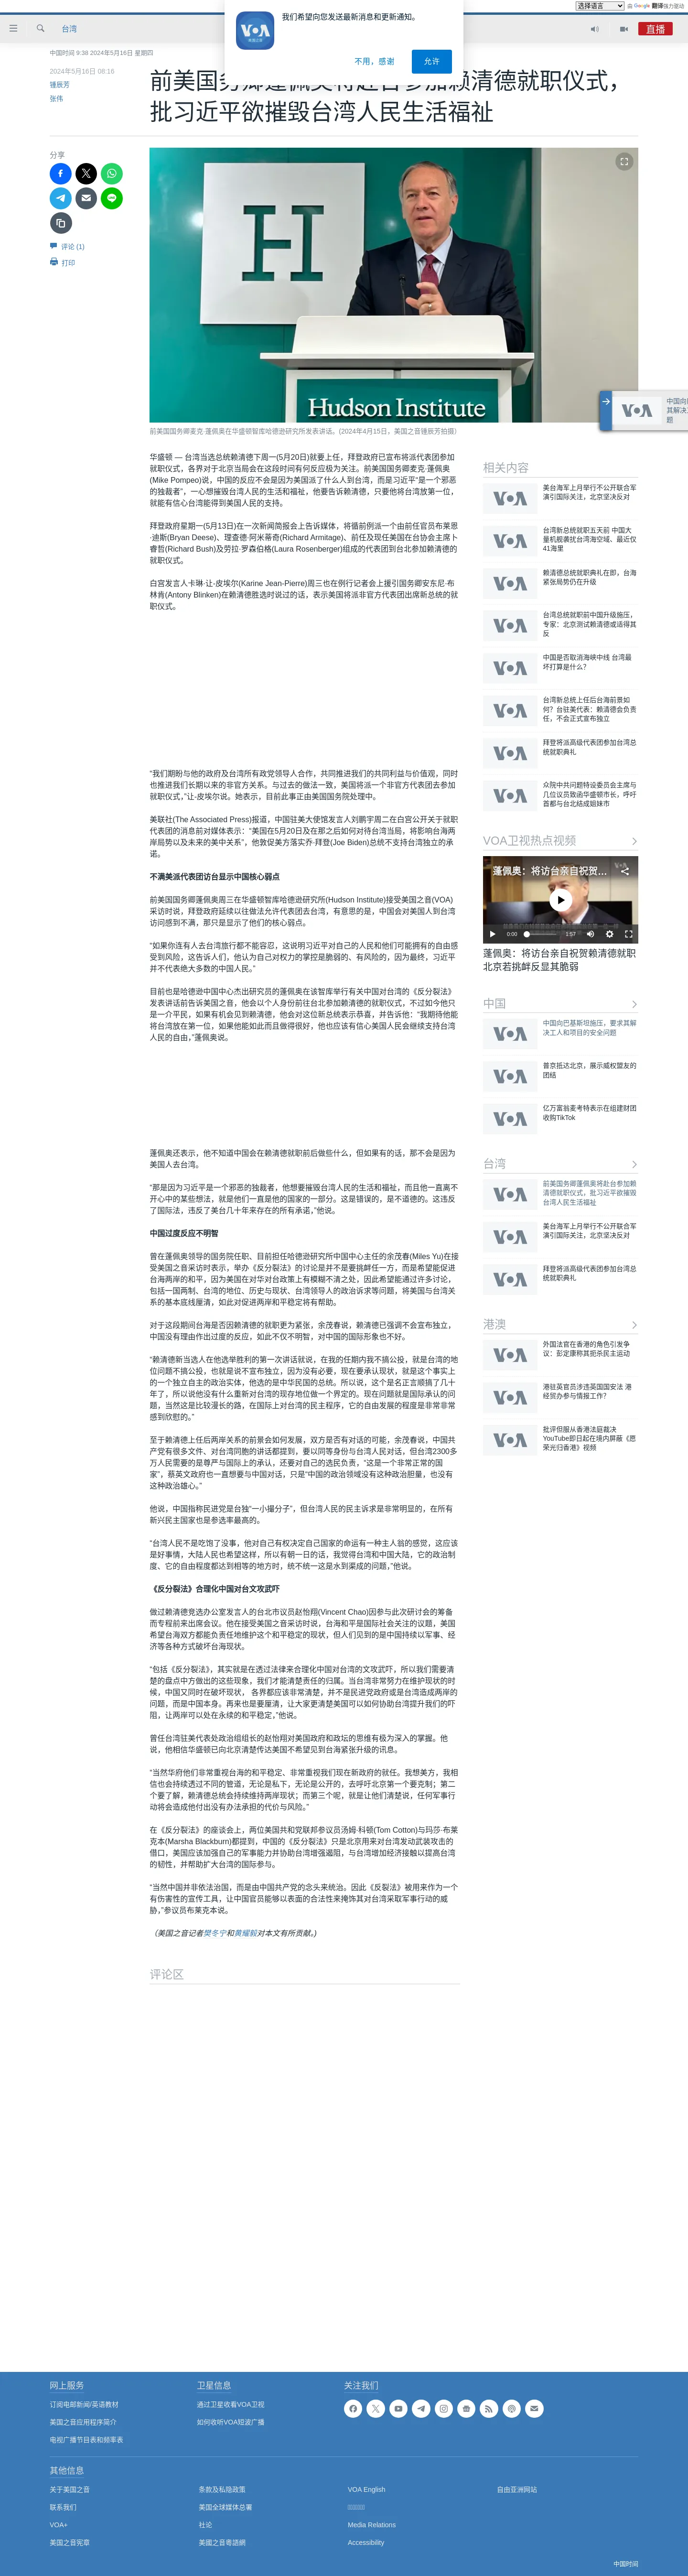 选择语言
由 Google 翻译强力驱动
我们希望向您发送最新消息和更新通知。
不用，感谢
允许
VOA
台湾
直播
中国时间 9:38 2024年5月16日 星期四
2024年5月16日 08:16
锺辰芳
张伟
前美国务卿蓬佩奥将赴台参加赖清德就职仪式，
批习近平欲摧毁台湾人民生活福祉
分享
评论 (1)
打印
Hudson Institute
前美国国务卿麦克·蓬佩奥在华盛顿智库哈德逊研究所发表讲话。(2024年4月15日，美国之音锺辰芳拍摄)
华盛顿 — 台湾当选总统赖清德下周一(5月20日)就要上任，拜登政府已宣布将派代表团参加
就职仪式，各界对于北京当局会在这段时间有何反应极为关注。前美国国务卿麦克·蓬佩奥
(Mike Pompeo)说，中国的反应不会是因为美国派了什么人到台湾，而是习近平“是一个邪恶
的独裁者”，一心想摧毁台湾人民的生活和福祉，他要告诉赖清德，只要他将台湾放第一位，
就能有信心台湾能得到美国人民的支持。
拜登政府星期一(5月13日)在一次新闻简报会上告诉媒体，将循前例派一个由前任官员布莱恩
·迪斯(Bryan Deese)、理查德·阿米蒂奇(Richard Armitage)、前任及现任美国在台协会主席卜
睿哲(Richard Bush)及劳拉·罗森伯格(Laura Rosenberg)组成的代表团到台北参加赖清德的
就职仪式。
白宫发言人卡琳·让-皮埃尔(Karine Jean-Pierre)周三也在例行记者会上援引国务卿安东尼·布
林肯(Antony Blinken)在赖清德胜选时说过的话，表示美国将派非官方代表团出席新总统的就
职仪式。
“我们期盼与他的政府及台湾所有政党领导人合作，共同推进我们的共同利益与价值观，同时
也推进我们长期以来的非官方关系。与过去的做法一致，美国将派一个非官方代表团去参加
就职仪式，”让-皮埃尔说。她表示，目前此事正由美国国务院处理中。
美联社(The Associated Press)报道，中国驻美大使馆发言人刘鹏宇周二在白宫公开关于就职
代表团的消息前对媒体表示：“美国在5月20日及在那之后如何对待台湾当局，将影响台海两
岸局势以及未来的美中关系”，他敦促美方落实乔·拜登(Joe Biden)总统不支持台湾独立的承
诺。
不满美派代表团访台显示中国核心弱点
前美国国务卿蓬佩奥周三在华盛顿智库哈德逊研究所(Hudson Institute)接受美国之音(VOA)
采访时说，拜登政府延续以往做法允许代表团去台湾，有意思的是，中国会对美国人到台湾
访问感到不满，那只是显示了他们的核心弱点。
“如果你连有人去台湾旅行都不能容忍，这说明习近平对自己的人民和他们可能拥有的自由感
受到风险，这告诉人们，他认为自己对权力的掌控是脆弱的、有风险的，因为最终，习近平
并不代表绝大多数的中国人民。”
目前也是哈德逊中国中心杰出研究员的蓬佩奥在该智库举行有关中国对台湾的《反分裂法》
发表讲话前告诉美国之音，他会以个人身份前往台北参加赖清德的就职仪式，不过如今他只
是一个平民，如果有机会见到赖清德，他会对这位新总统表示恭喜，并告诉他：“我期待他能
将台湾放在第一位，如果他能如此而且做得很好，他也应该有信心美国人民会继续支持台湾
人民的自由，”蓬佩奥说。
蓬佩奥还表示，他不知道中国会在赖清德就职前后做些什么，但如果有的话，那不会是因为
美国人去台湾。
“那是因为习近平是一个邪恶的独裁者，他想要摧毁台湾人民的生活和福祉，而且他一直离不
开心中的某些想法，就是他们一直是他的国家的一部分。这是错误的，是不道德的。这违反
了国际法，违反了美台几十年来存在的所有承诺，”他说。
中国过度反应不明智
曾在蓬佩奥领导的国务院任职、目前担任哈德逊研究所中国中心主任的余茂春(Miles Yu)在接
受美国之音采访时表示，举办《反分裂法》的讨论是并不是要挑衅任一方，而是希望能促进
台海两岸的和平，因为美国在对华对台政策上有模糊不清之处，因此希望能通过许多讨论，
包括一国两制、台湾的地位、历史与现状、台湾领导人的政治诉求等问题，将美国与台湾关
系的基本底线厘清，如此对促进两岸和平稳定将有帮助。
对于这段期间台海是否因赖清德的就职更为紧张，余茂春说，赖清德已强调不会宣布独立，
中国没有理由作出过度的反应，如此不仅不明智，对中国的国际形象也不好。
“赖清德新当选人在他选举胜利的第一次讲话就说，在我的任期内我不搞公投，就是台湾的地
位问题不搞公投，也就是说不宣布独立，因为没有必要，现在要承认现状，就是这个事实上
的一个独立自主的政治实体，他选的是中华民国的总统。所以说，这个是名正言顺搞了几十
年了，所以说他没有什么重新对台湾的现存地位做一个界定的。现在问题就是国际承认的问
题，当然这是比较漫长的路，在国际上对台湾的民主程序，它的自由发展的程度是非常非常
感到欣慰的。”
至于赖清德上任后两岸关系的前景会如何发展，双方是否有对话的可能，余茂春说，中国共
产党有很多文件、对台湾同胞的讲话都提到，要以同等身份与台湾人民对话，但台湾2300多
万人民需要的是尊严与国际上的承认，还要对自己的选民负责，“这是一个非常正常的国
家”，蔡英文政府也一直想要与中国对话，只是“中国的政治领域没有这种政治胆量，也没有
这种政治雄心。”
他说，中国指称民进党是台独“一小撮分子”，但台湾人民的民主诉求是非常明显的，在所有
新兴民主国家也是参选率最高的。
“台湾人民不是吃饱了没事，他对自己有权决定自己国家的命运有一种主人翁的感觉，这应该
是好事情，大陆人民也希望这样，所以有朝一日的话，我觉得台湾和中国大陆，它的政治制
度、它的自由程度都达到相等的地方时，统不统一这是水到渠成的问题，”他说。
《反分裂法》合理化中国对台文攻武吓
做过赖清德竞选办公室发言人的台北市议员赵怡翔(Vincent Chao)因参与此次研讨会的筹备
而专程前来出席会议。他在接受美国之音采访时说，台海和平是国际社会关注的议题，美国
希望台海双方都能负责任地维护这个和平稳定的现状，但人们见到的是中国持续以军事、经
济等各种方式破坏台海现状。
“包括《反分裂法》，其实就是在透过法律来合理化中国对台湾的文攻武吓，所以我们需要清
楚的盘点中方做出的这些现象，我们才能清楚责任的归属。当台湾非常努力在维护现状的时
候，中国又同时在破坏现状， 各界都应该非常清楚，并不是民进党政府或是台湾造成两岸的
问题，而是中国本身。再来也是要厘清，让大家更清楚美国可以如何协助台湾提升我们的吓
阻，让两岸可以处在永续的和平稳定，”他说。
曾任台湾驻美代表处政治组组长的赵怡翔对美国政府和政坛的思维有极为深入的掌握。他
说，他相信华盛顿已向北京清楚传达美国不希望见到台海紧张升级的讯息。
“当然华府他们非常重视台海的和平稳定、非常重视我们现在新政府的就任。我想美方，我相
信也会持续透过不同的管道，无论是私下，无论是公开的，去呼吁北京第一个要克制；第二
个要了解，赖清德总统会持续维持两岸现状；而第三个呢，就是让他们清楚说，任何军事行
动将会造成他付出没有办法承担的代价与风险。”
在《反分裂法》的座谈会上，两位美国共和党联邦参议员汤姆·科顿(Tom Cotton)与玛莎·布莱
克本(Marsha Blackburn)都提到，中国的《反分裂法》只是北京用来对台湾发动武装攻击的
借口，美国应该加强自己的军事能力并协助台湾增强遏阻，与台湾增加经济接触以提高台湾
的韧性，并帮助扩大台湾的国际参与。
“当然中国并非依法治国，而是由中国共产党的念头来统治。因此《反裂法》被用来作为一个
有伤害性的宣传工具，让中国官员能够以表面的合法性来掩饰其对台湾采取军事行动的威
胁，”参议员布莱克本说。
（美国之音记者樊冬宁和黄耀毅对本文有所贡献。)
评论区
相关内容
美台海军上月举行不公开联合军
演引国际关注，北京坚决反对
台湾新总统就职五天前 中国大
量机舰袭扰台湾海空域、最近仅
41海里
赖清德总统就职典礼在即，台海
紧张局势仍在升级
台湾总统就职前中国升级施压，
专家：北京测试赖清德或适得其
反
中国是否取消海峡中线 台湾最
坏打算是什么？
台湾新总统上任后台海前景如
何？台驻美代表：赖清德会负责
任，不会正式宣布独立
拜登将派高级代表团参加台湾总
统就职典礼
众院中共问题特设委员会主席与
几位议员致函华盛顿市长，呼吁
首都与台北结成姐妹市
VOA卫视热点视频
蓬佩奥：将访台亲自祝贺...
0:00
1:57
蓬佩奥：将访台亲自祝贺赖清德就职
北京若挑衅反显其脆弱
中国
中国向巴基斯坦施压，要求其解
决工人和项目的安全问题
普京抵达北京，展示威权盟友的
团结
亿万富翁麦考特表示在组建财团
收购TikTok
台湾
前美国务卿蓬佩奥将赴台参加赖
清德就职仪式，批习近平欲摧毁
台湾人民生活福祉
美台海军上月举行不公开联合军
演引国际关注，北京坚决反对
拜登将派高级代表团参加台湾总
统就职典礼
港澳
外国法官在香港的角色引发争
议：彭定康称其扼杀民主运动
港驻英官员涉违英国国安法 港
经贸办参与情报工作？
批评但服从香港法庭裁决
YouTube即日起在境内屏蔽《愿
荣光归香港》视频
网上服务
订阅电邮新闻/英语教材
美国之音应用程序简介
电视广播节目表和频率表
卫星信息
通过卫星收看VOA卫视
如何收听VOA短波广播
关注我们
其他信息
关于美国之音
联系我们
VOA+
美国之音宪章
条款及私隐政策
美国全球媒体总署
社论
美國之音粵語網
VOA English
Media Relations
Accessibility
自由亚洲网站
中国时间